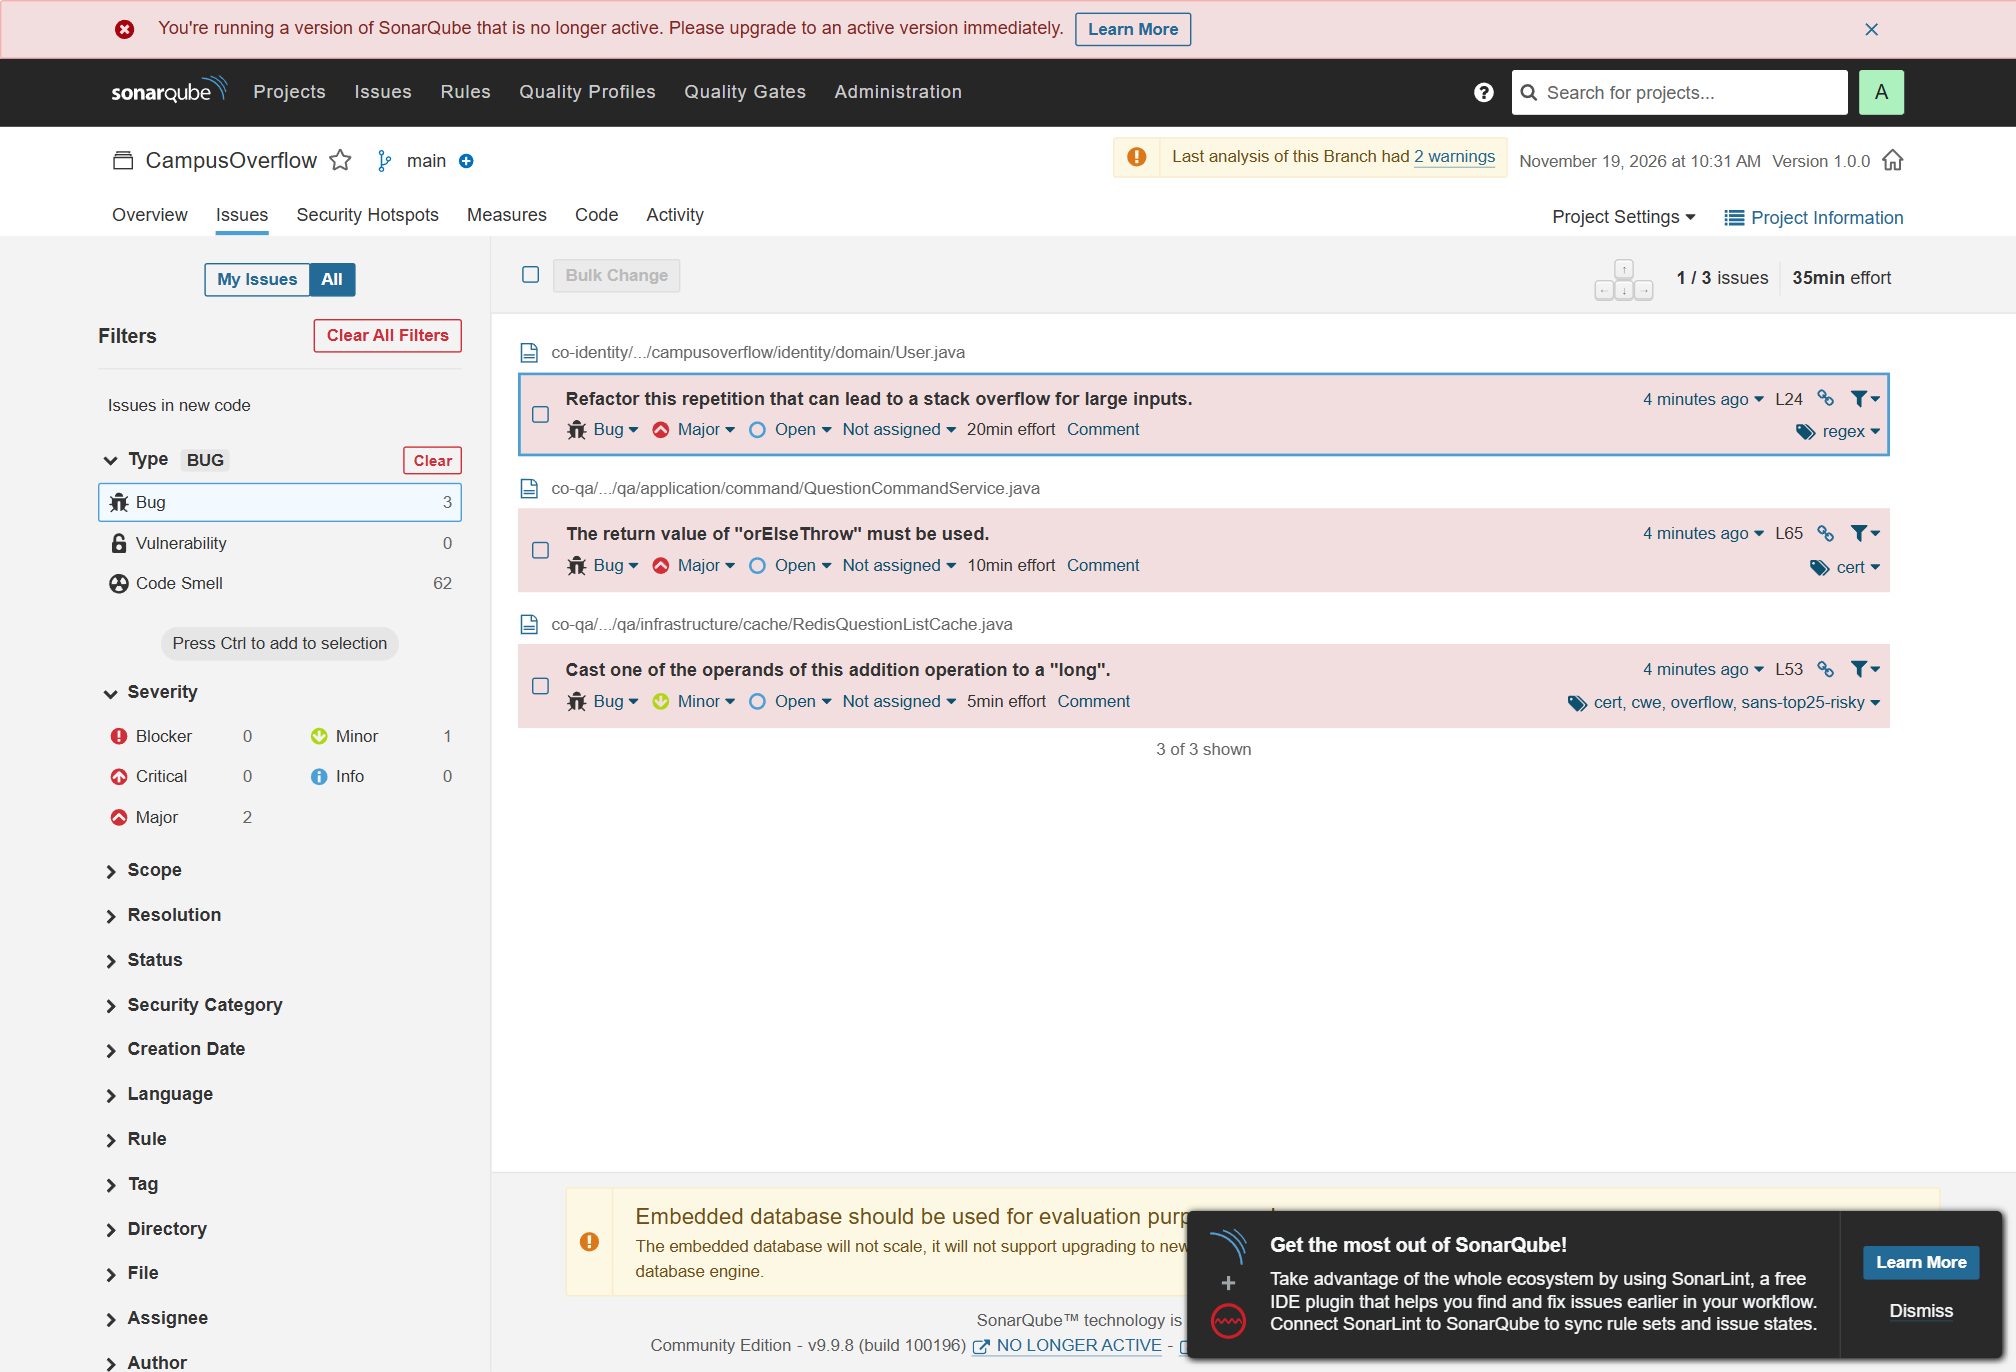 You're running a version of SonarQube that is no longer active. Please upgrade to an active version immediately. Learn More
sonarqube Projects Issues Rules Quality Profiles Quality Gates Administration Search for projects... A
CampusOverflow main Last analysis of this Branch had 2 warnings November 19, 2026 at 10:31 AM Version 1.0.0
Overview Issues Security Hotspots Measures Code Activity Project Settings Project Information
My Issues All
Bulk Change 1 / 3 issues 35min effort
Filters Clear All Filters
Issues in new code
Type BUG Clear
Bug 3
Vulnerability 0
Code Smell 62
Press Ctrl to add to selection
Severity
Blocker 0 Minor 1
Critical 0 Info 0
Major 2
Scope
Resolution
Status
Security Category
Creation Date
Language
Rule
Tag
Directory
File
Assignee
Author
co-identity/.../campusoverflow/identity/domain/User.java
Refactor this repetition that can lead to a stack overflow for large inputs. 4 minutes ago L24
Bug Major Open Not assigned 20min effort Comment regex
co-qa/.../qa/application/command/QuestionCommandService.java
The return value of "orElseThrow" must be used. 4 minutes ago L65
Bug Major Open Not assigned 10min effort Comment cert
co-qa/.../qa/infrastructure/cache/RedisQuestionListCache.java
Cast one of the operands of this addition operation to a "long". 4 minutes ago L53
Bug Minor Open Not assigned 5min effort Comment cert, cwe, overflow, sans-top25-risky
3 of 3 shown
Embedded database should be used for evaluation
The embedded database will not scale, it will not support upgrading to new
database engine.
SonarQube™ technology is
Community Edition - v9.9.8 (build 100196) NO LONGER ACTIVE -
Get the most out of SonarQube!
Take advantage of the whole ecosystem by using SonarLint, a free
IDE plugin that helps you find and fix issues earlier in your workflow.
Connect SonarLint to SonarQube to sync rule sets and issue states.
Learn More
Dismiss